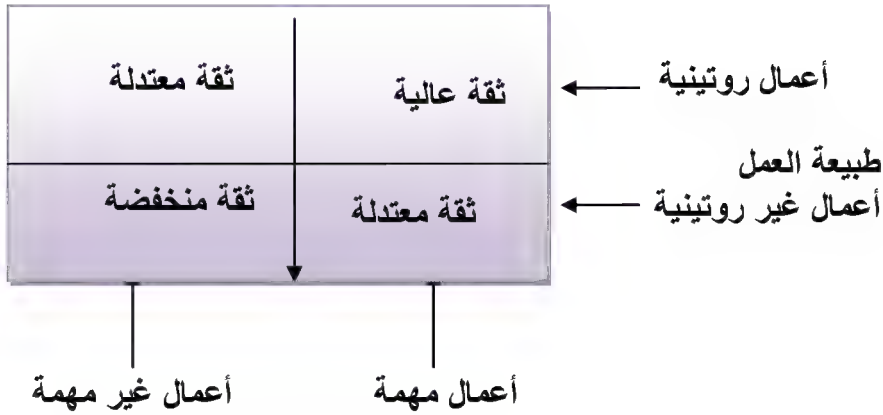 أعمال روتينية
ثقة عالية
ثقة معتدلة
طبيعة العمل
أعمال غير روتينية
ثقة معتدلة
ثقة منخفضة
أعمال مهمة
أعمال غير مهمة